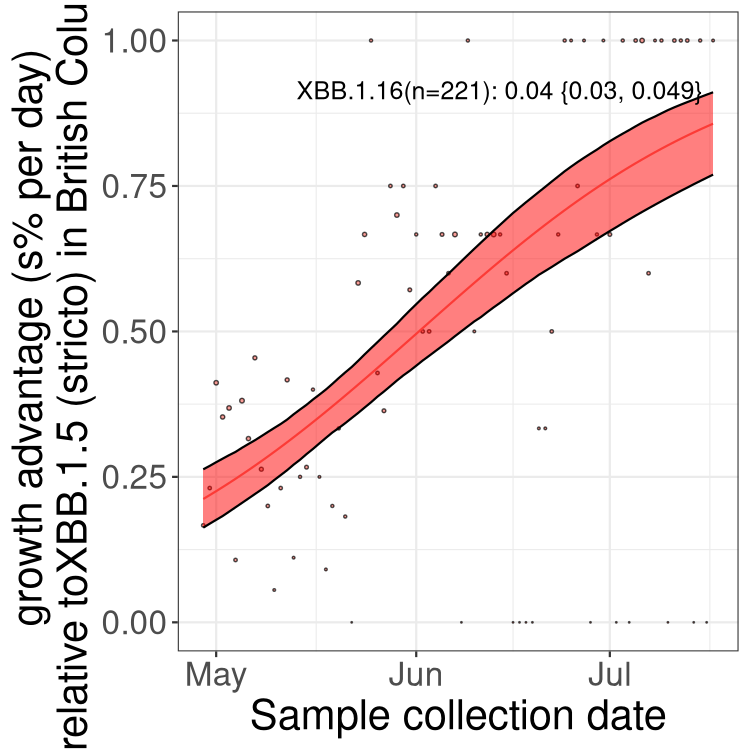 growth advantage (s% per day)
relative toXBB.1.5 (stricto) in British Colu
1.00
0.75
0.50
0.25
0.00
XBB.1.16(n=221): 0.04 {0.03, 0.049}
May Jun Jul
Sample collection date